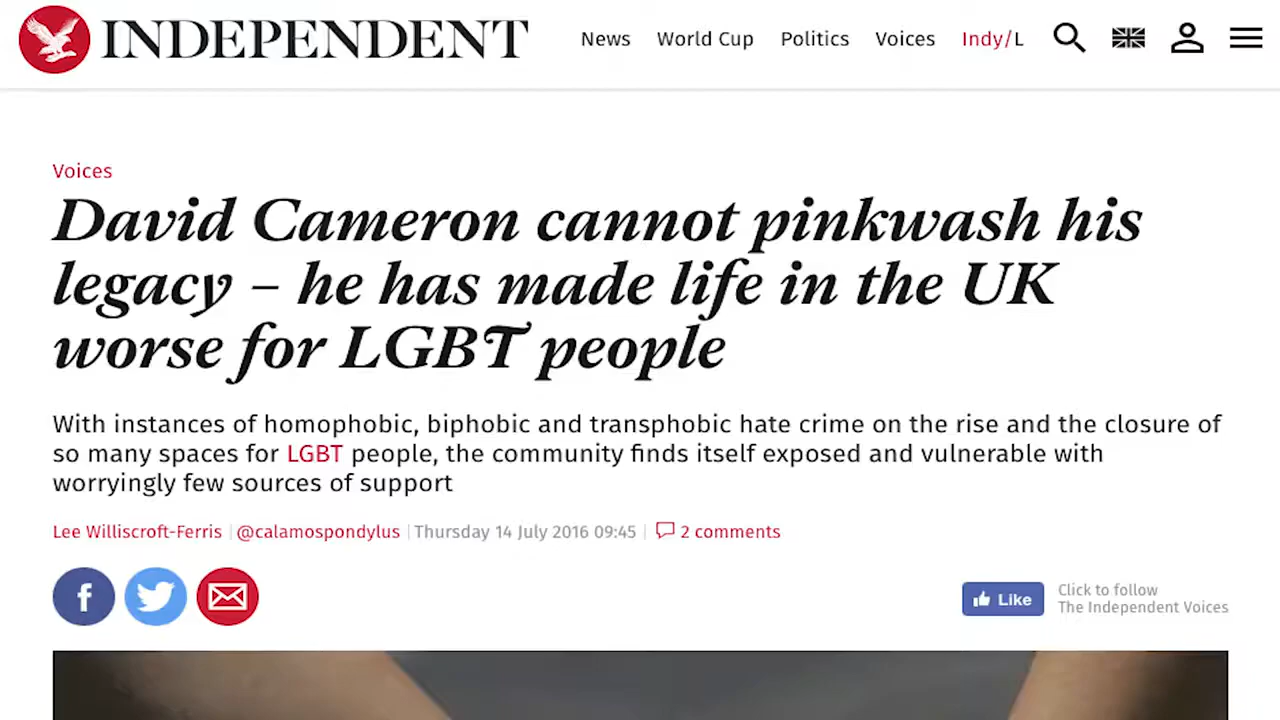 INDEPENDENT
News World Cup Politics Voices Indy/L
Voices
David Cameron cannot pinkwash his
legacy – he has made life in the UK
worse for LGBT people
With instances of homophobic, biphobic and transphobic hate crime on the rise and the closure of
so many spaces for LGBT people, the community finds itself exposed and vulnerable with
worryingly few sources of support
Lee Williscroft-Ferris | @calamospondylus | Thursday 14 July 2016 09:45 | 2 comments
f
Like
Click to follow
The Independent Voices